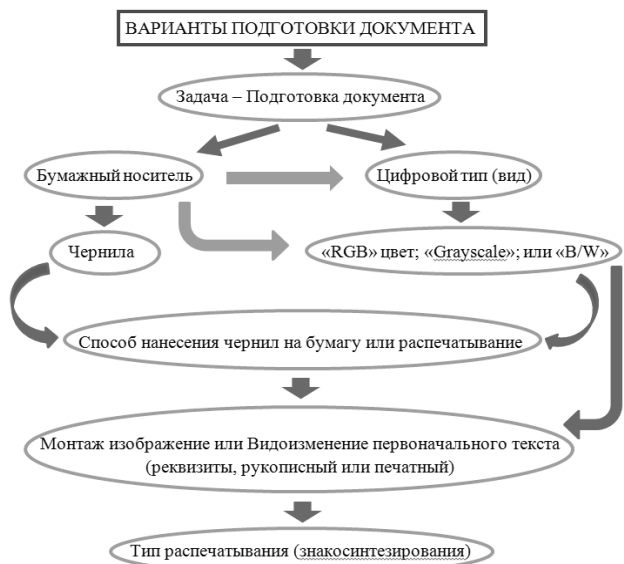 ВАРИАНТЫ ПОДГОТОВКИ ДОКУМЕНТА
Задача – Подготовка документа
Бумажный носитель
Цифровой тип (вид)
Чернила
«RGB» цвет; «Grayscale»; или «B/W»
Способ нанесения чернил на бумагу или распечатывание
Монтаж изображение или Видоизменение первоначального текста
(реквизиты, рукописный или печатный)
Тип распечатывания (знакосинтезирования)